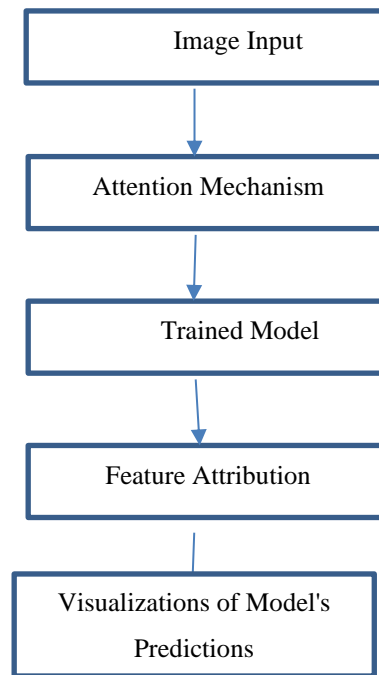 Image Input
Attention Mechanism
Trained Model
Feature Attribution
Visualizations of Model's
Predictions